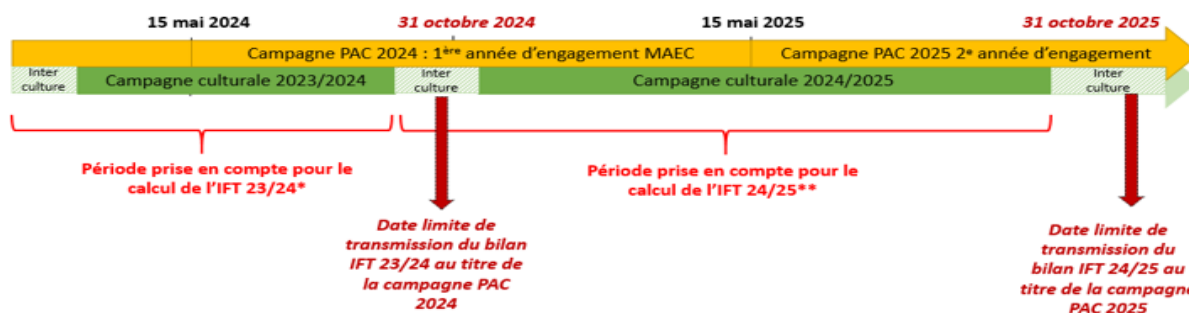 15 mai 2024
31 octobre 2024
15 mai 2025
31 octobre 2025
Campagne PAC 2024 : 1ère année d'engagement MAEC
Campagne PAC 2025 2e année d'engagement
Inter
culture
Campagne culturale 2023/2024
Inter
culture
Campagne culturale 2024/2025
Inter
culture
Période prise en compte pour le
calcul de l'IFT 23/24*
Période prise en compte pour le
calcul de l'IFT 24/25**
Date limite de
transmission du bilan
IFT 23/24 au titre de
la campagne PAC
2024
Date limite de
transmission du
bilan IFT 24/25 au
titre de la campagne
PAC 2025